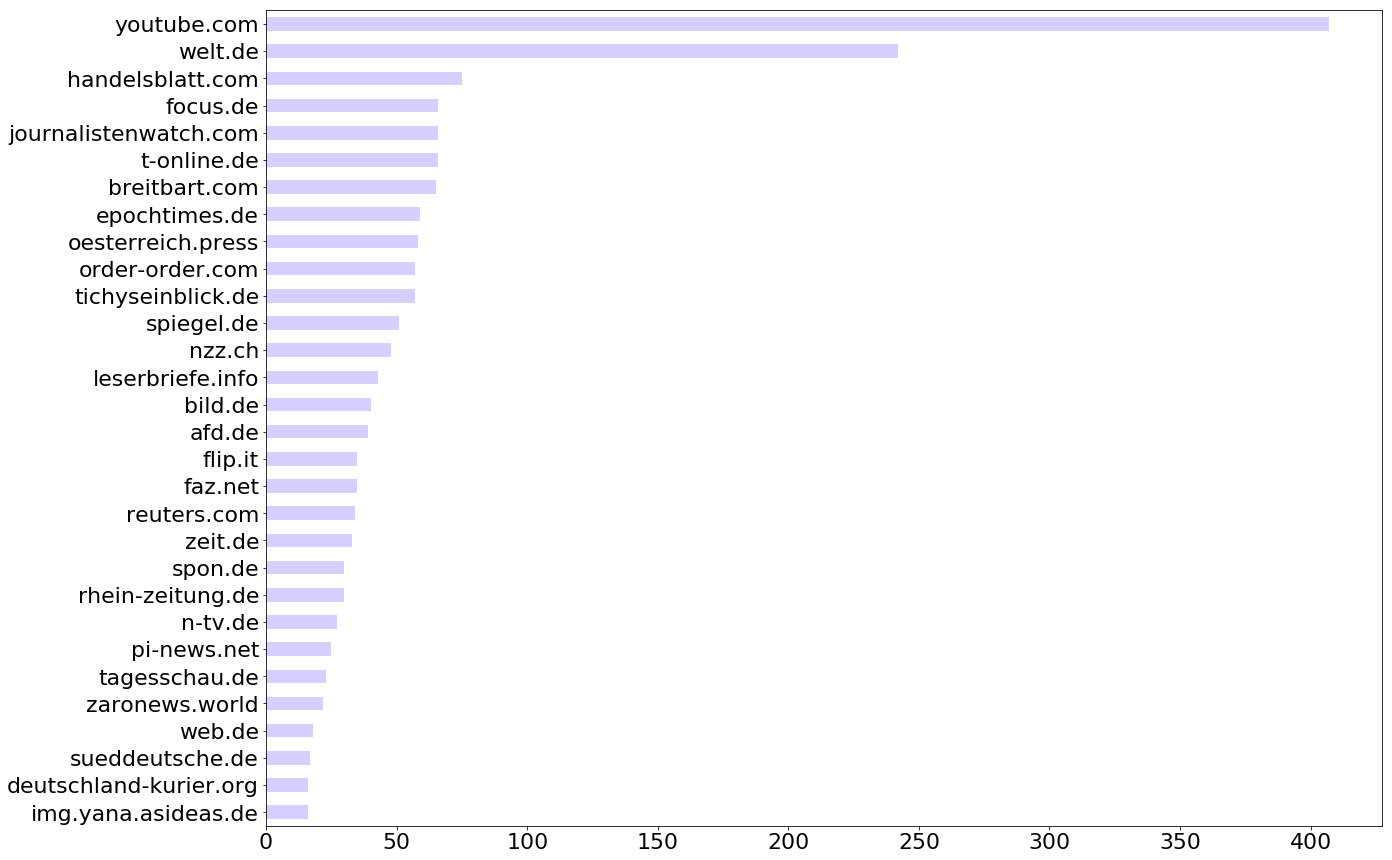 youtube.com
welt.de
handelsblatt.com
focus.de
journalistenwatch.com
t-online.de
breitbart.com
epochtimes.de
oesterreich.press
order-order.com
tichyseinblick.de
spiegel.de
nzz.ch
leserbriefe.info
bild.de
afd.de
flip.it
faz.net
reuters.com
zeit.de
spon.de
rhein-zeitung.de
n-tv.de
pi-news.net
tagesschau.de
zaronews.world
web.de
sueddeutsche.de
deutschland-kurier.org
img.yana.asideas.de
0 50 100 150 200 250 300 350 400